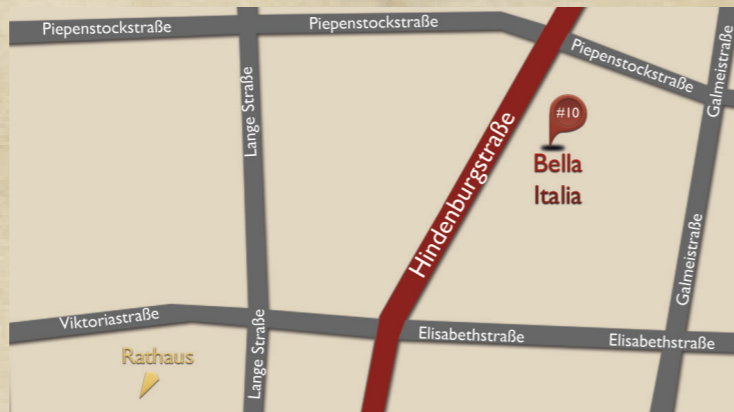 Piepenstockstraße
Piepenstockstraße
Piepenstockstraße
Lange Straße
Galmeistraße
#10
Bella
Italia
Hindenburgstraße
Galmeistraße
Viktoriastraße
Lange Straße
Elisabethstraße
Elisabethstraße
Rathaus